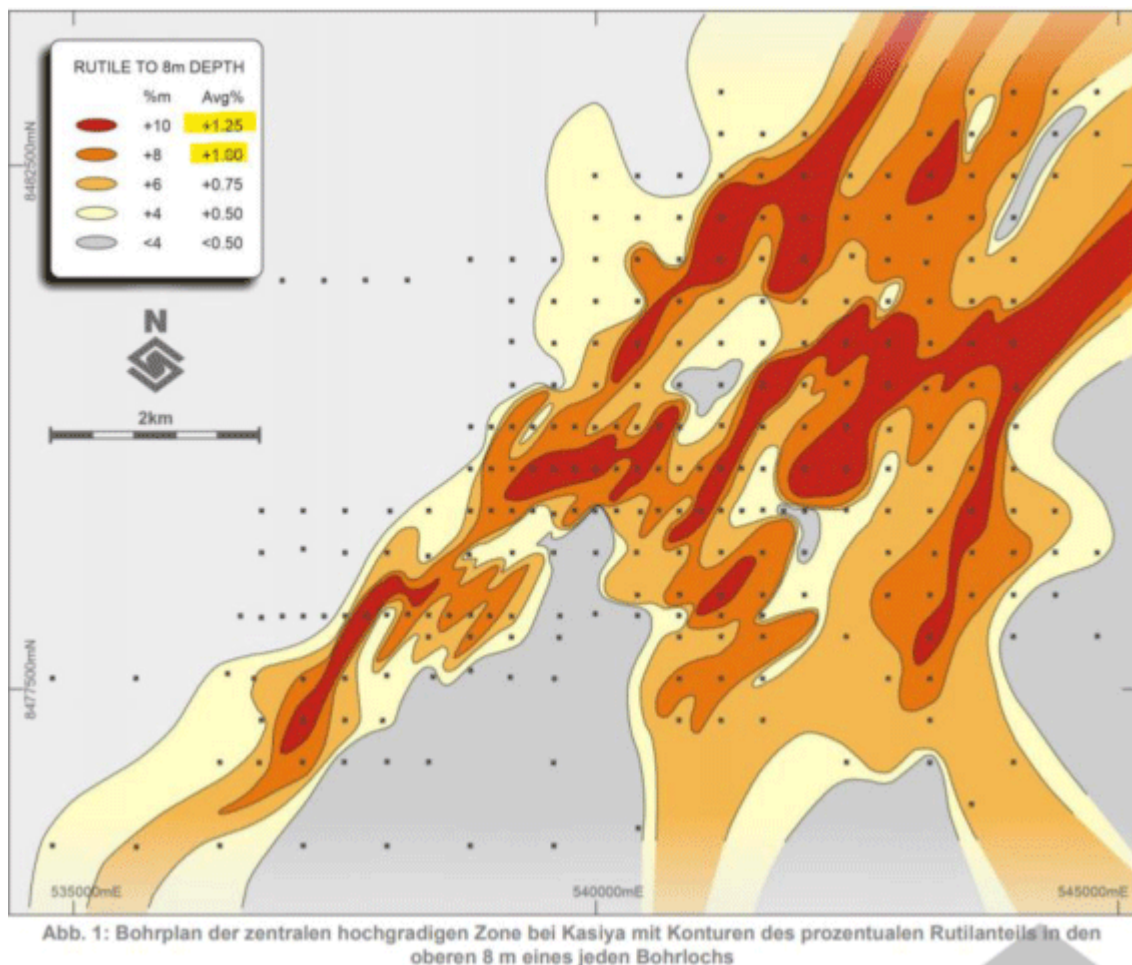 RUTILE TO 8m DEPTH
%m Avg%
+10 +1.25
+8 +1.00
+6 +0.75
+4 +0.50
<4 <0.50
8482500mN
N
2km
8477500mN
535000mE 540000mE 545000mE
Abb. 1: Bohrplan der zentralen hochgradigen Zone bei Kasiya mit Konturen des prozentualen Rutilanteils in den
oberen 8 m eines jeden Bohrlochs